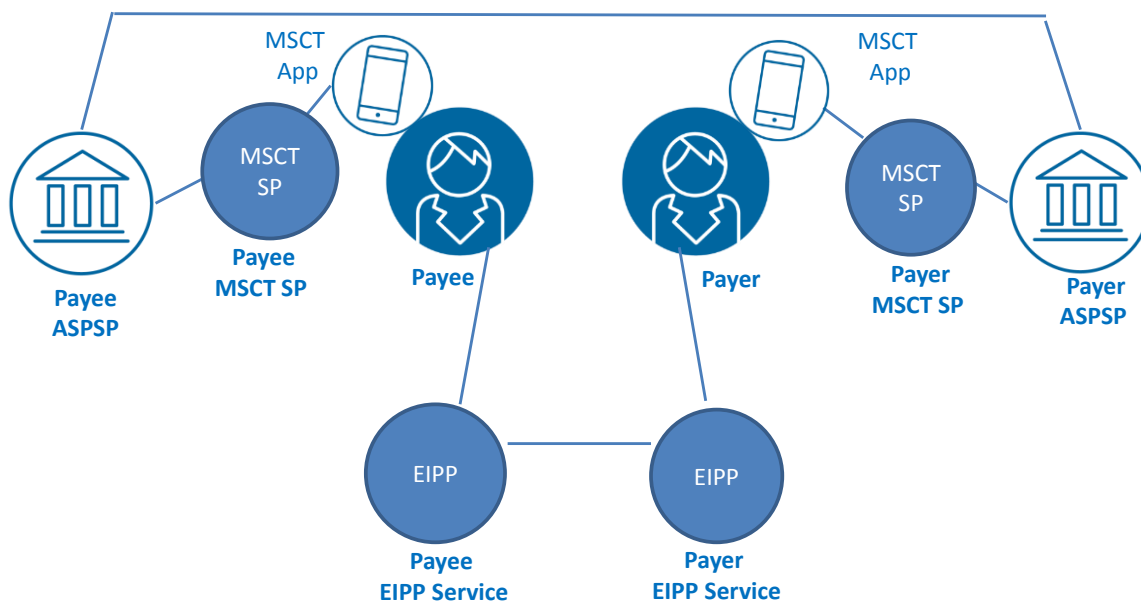 MSCT
App
MSCT
App
MSCT
SP
MSCT
SP
Payee
MSCT SP
Payee
Payer
Payer
MSCT SP
Payee
ASPSP
Payer
ASPSP
EIPP
EIPP
Payee
EIPP Service
Payer
EIPP Service